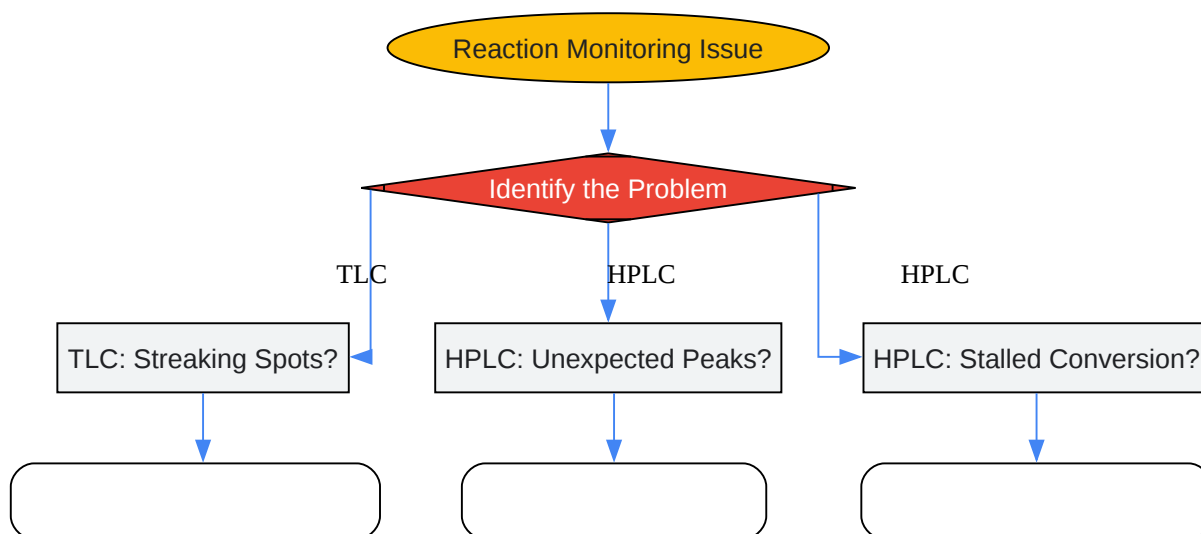 Reaction Monitoring Issue
Identify the Problem
TLC
HPLC
HPLC
TLC: Streaking Spots?
HPLC: Unexpected Peaks?
HPLC: Stalled Conversion?